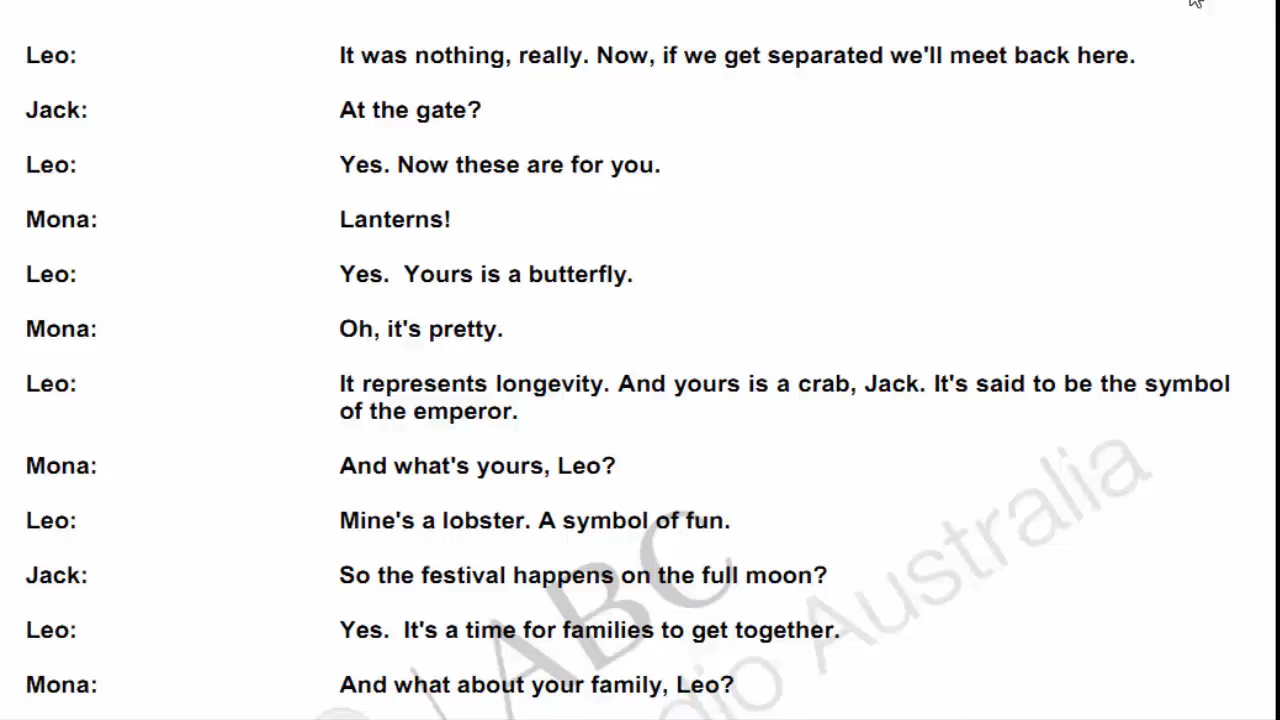 Leo: It was nothing, really. Now, if we get separated we'll meet back here.
Jack: At the gate?
Leo: Yes. Now these are for you.
Mona: Lanterns!
Leo: Yes.  Yours is a butterfly.
Mona: Oh, it's pretty.
Leo: It represents longevity. And yours is a crab, Jack. It's said to be the symbol
of the emperor.
Mona: And what's yours, Leo?
Leo: Mine's a lobster. A symbol of fun.
Jack: So the festival happens on the full moon?
Leo: Yes.  It's a time for families to get together.
Mona: And what about your family, Leo?
ABC
Australia